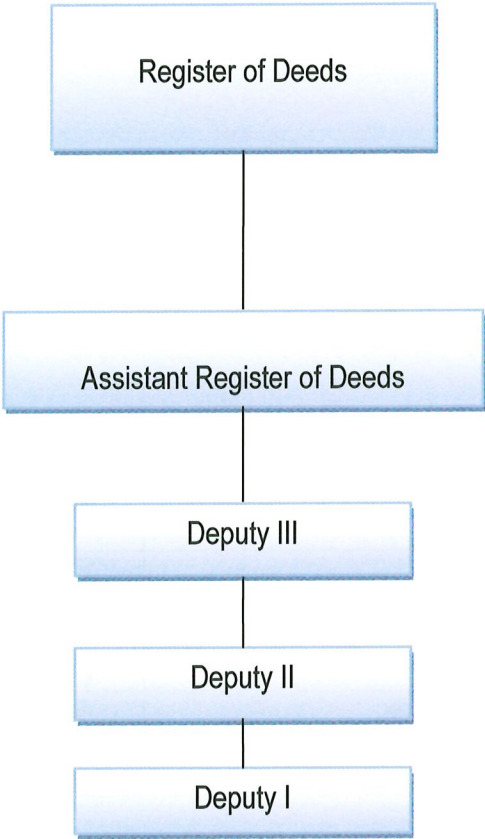 Register of Deeds
Assistant Register of Deeds
Deputy III
Deputy II
Deputy I